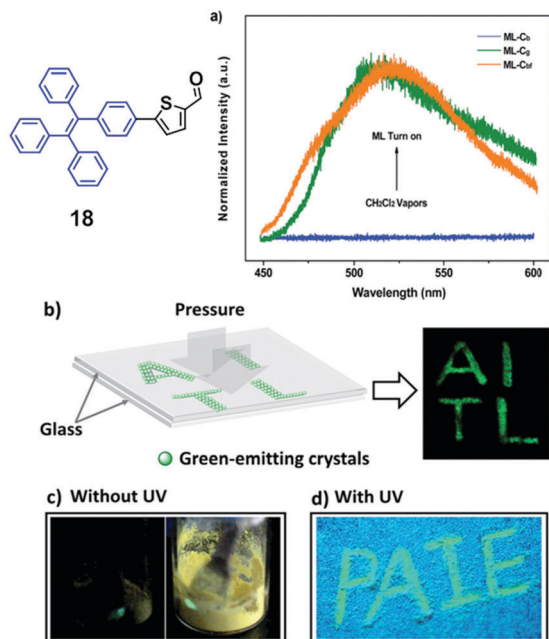 O
S
18
a)
Normalized Intensity (a.u.)
ML-Cb
ML-Cg
ML-Cbf
ML Turn on
CH2Cl2 Vapors
450 500 550 600
Wavelength (nm)
b)
Pressure
Glass
Green-emitting crystals
A I
T L
AI
TL
c) Without UV
d) With UV
PAIE